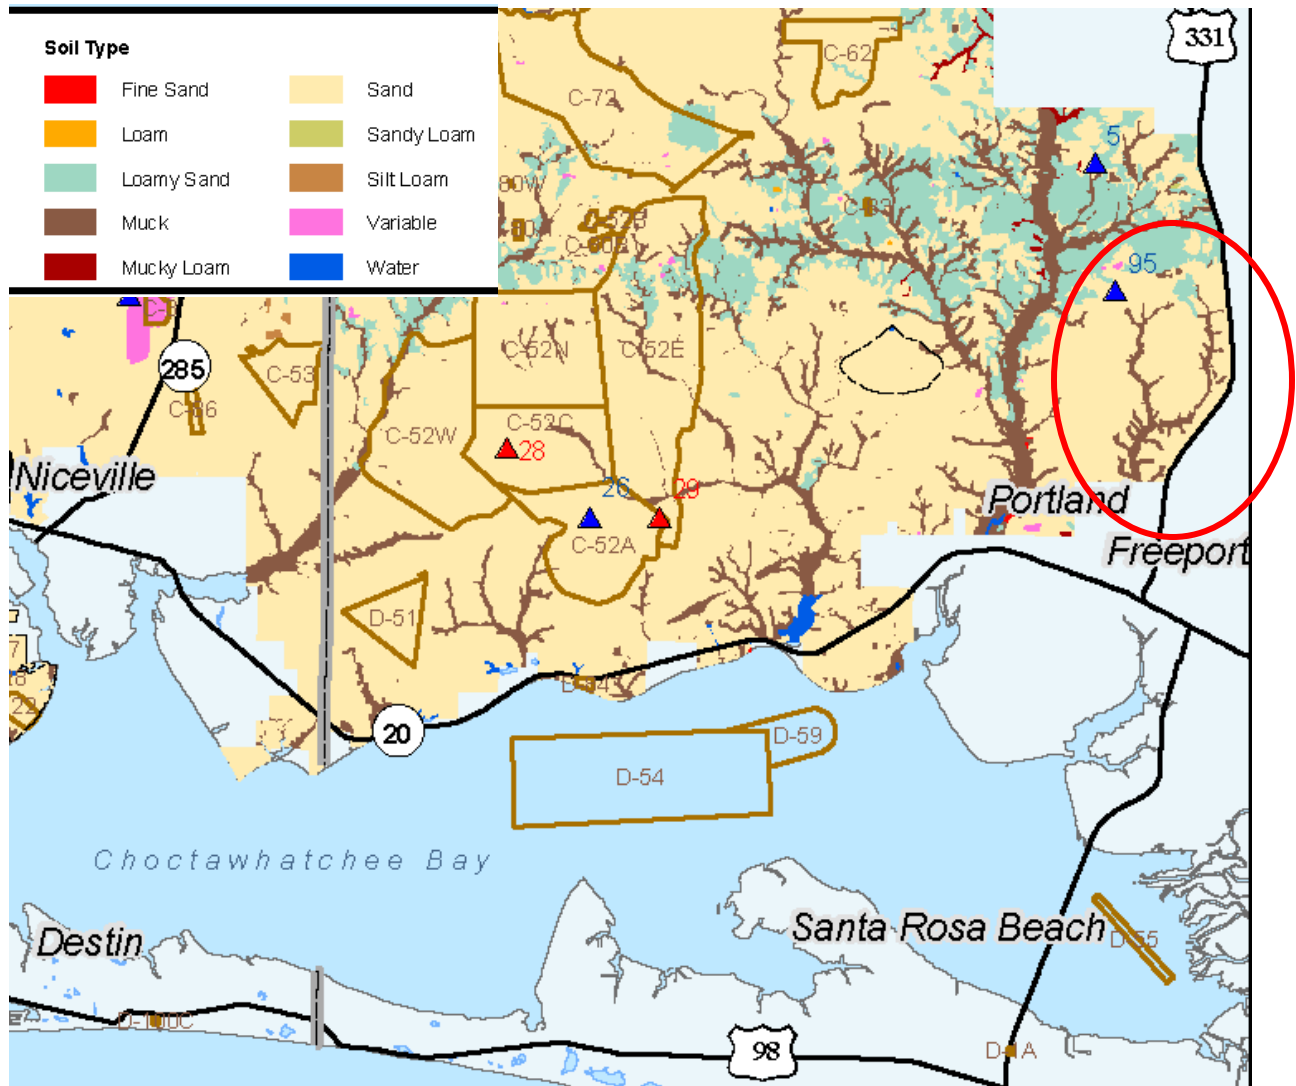 Soil Type
Fine Sand
Sand
Loam
Sandy Loam
Loamy Sand
Silt Loam
Muck
Variable
Mucky Loam
Water
331
C-62
C-72
5
95
C-52N
C-52E
285
C-53
C-52W
C-52C
28
Niceville
26
29
Portland
C-52A
Freeport
D-51
20
D-59
D-54
Choctawhatchee Bay
Santa Rosa Beach
Destin
D-55
98